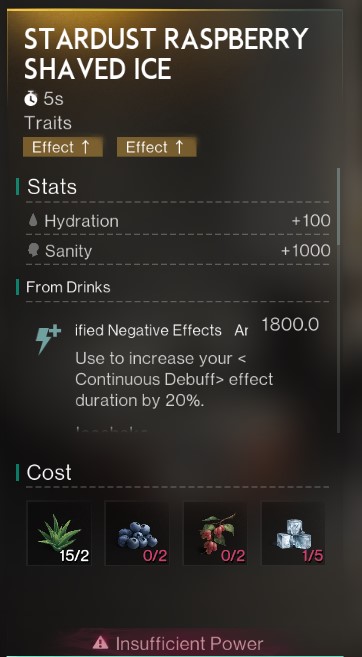 STARDUST RASPBERRY
SHAVED ICE
5s
Traits
Effect ↑ Effect ↑
Stats
Hydration +100
Sanity +1000
From Drinks
ified Negative Effects Ar 1800.0
Use to increase your <
Continuous Debuff> effect
duration by 20%.
Cost
15/2 0/2 0/2 1/5
Insufficient Power